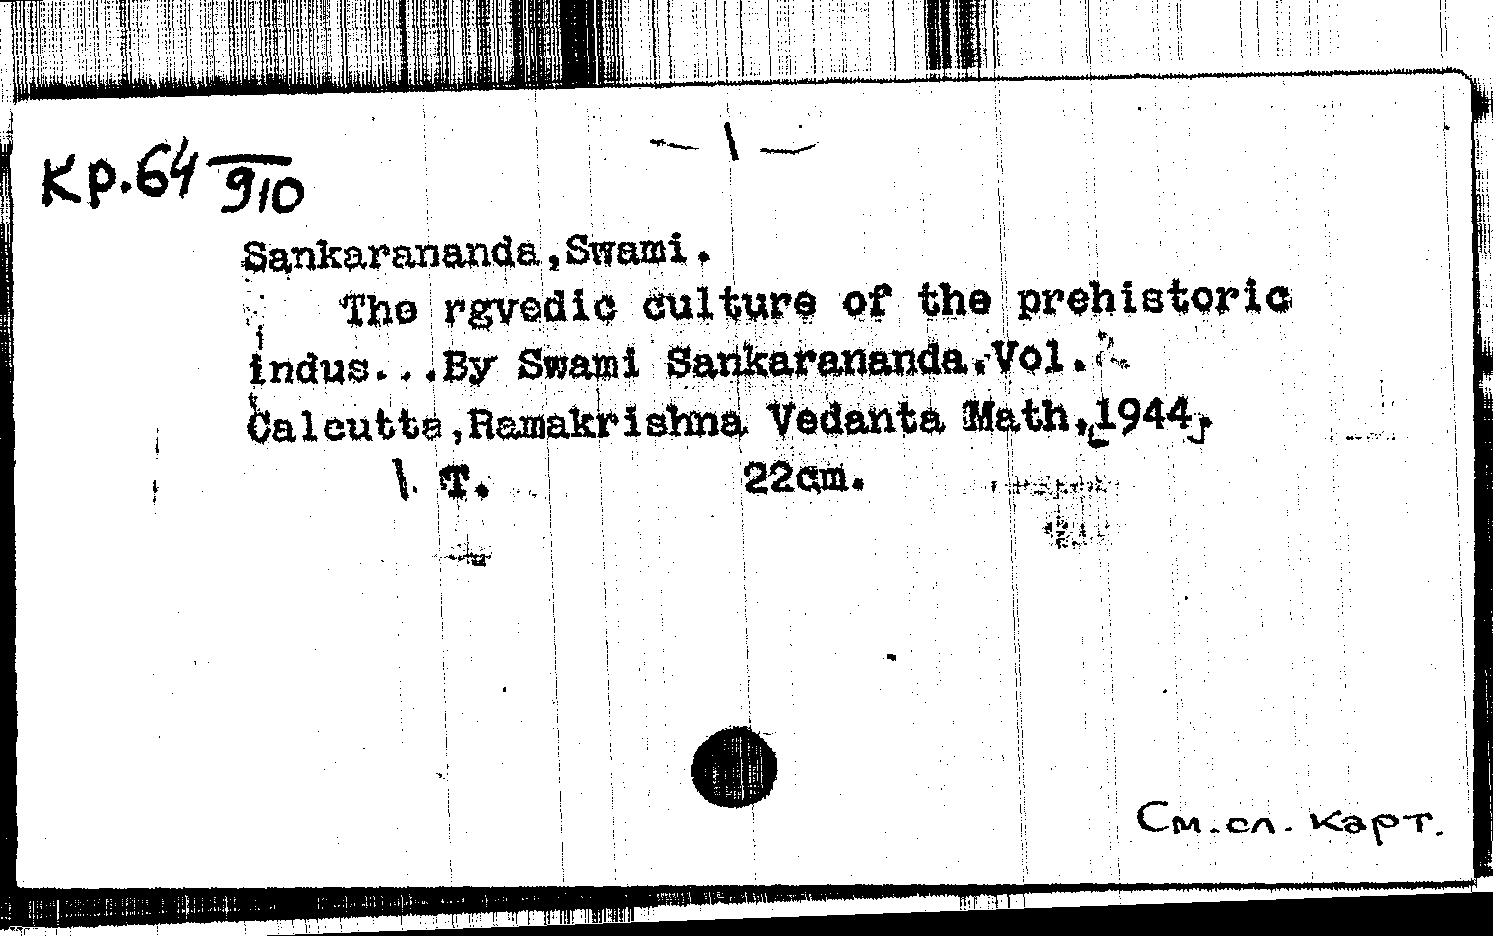 — 1 —
Кр.64 910
Sankarananda,Swami.
The rgvedic culture of the prehistoric
indus...By Swami Sankarananda.Vol.
Calcutta,Ramakrishna Vedanta Math,1944.
1. T. 22cm.
См.сл. карт.